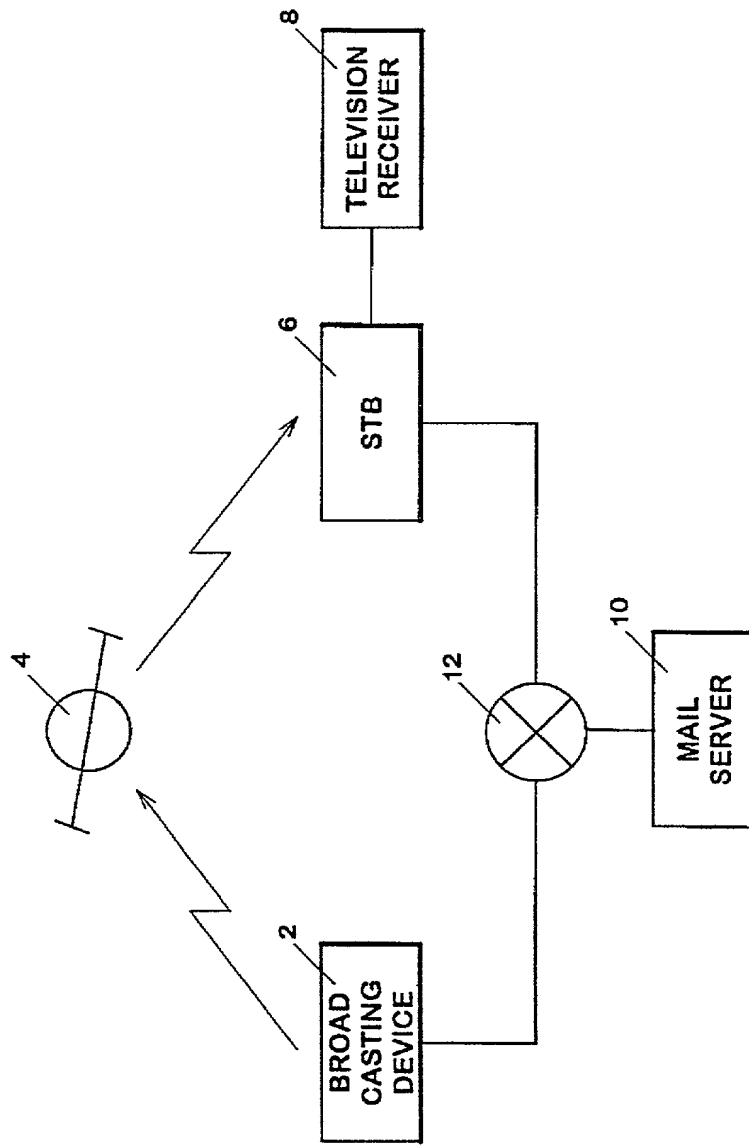 4
2
BROAD
CASTING
DEVICE
6
STB
8
TELEVISION
RECEIVER
12
10
MAIL
SERVER